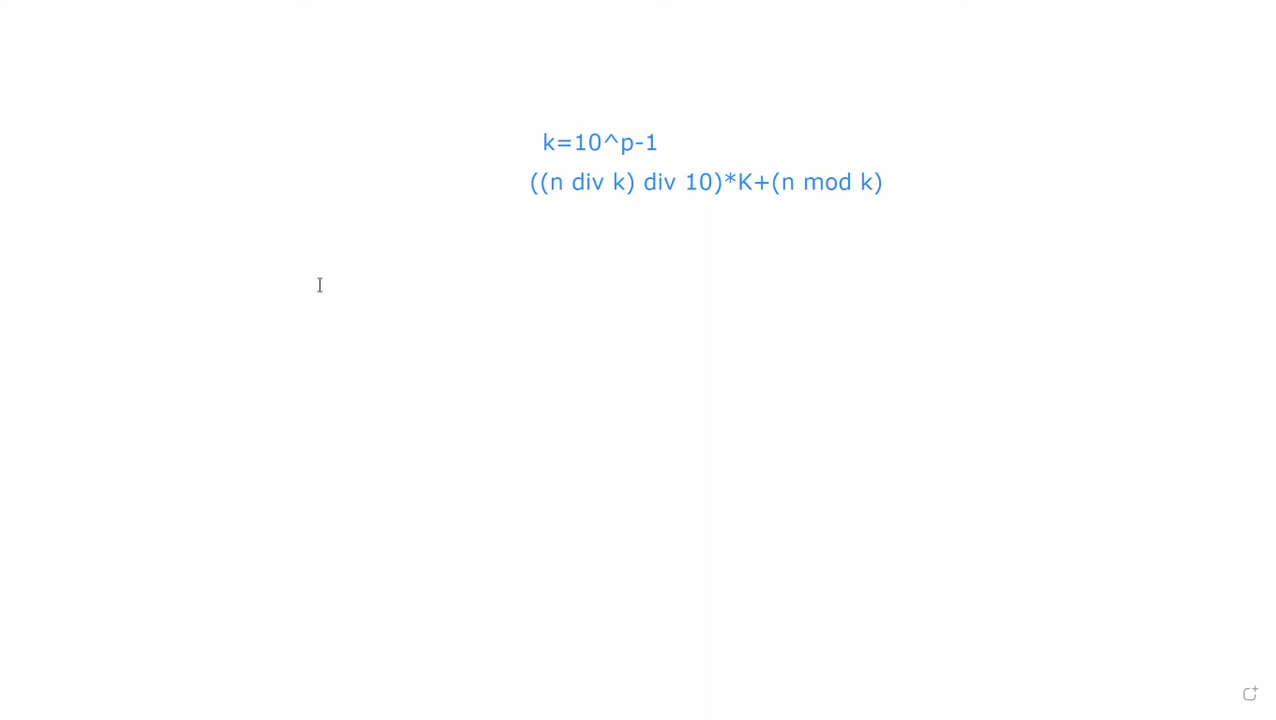 k=10^p-1
((n div k) div 10)*K+(n mod k)